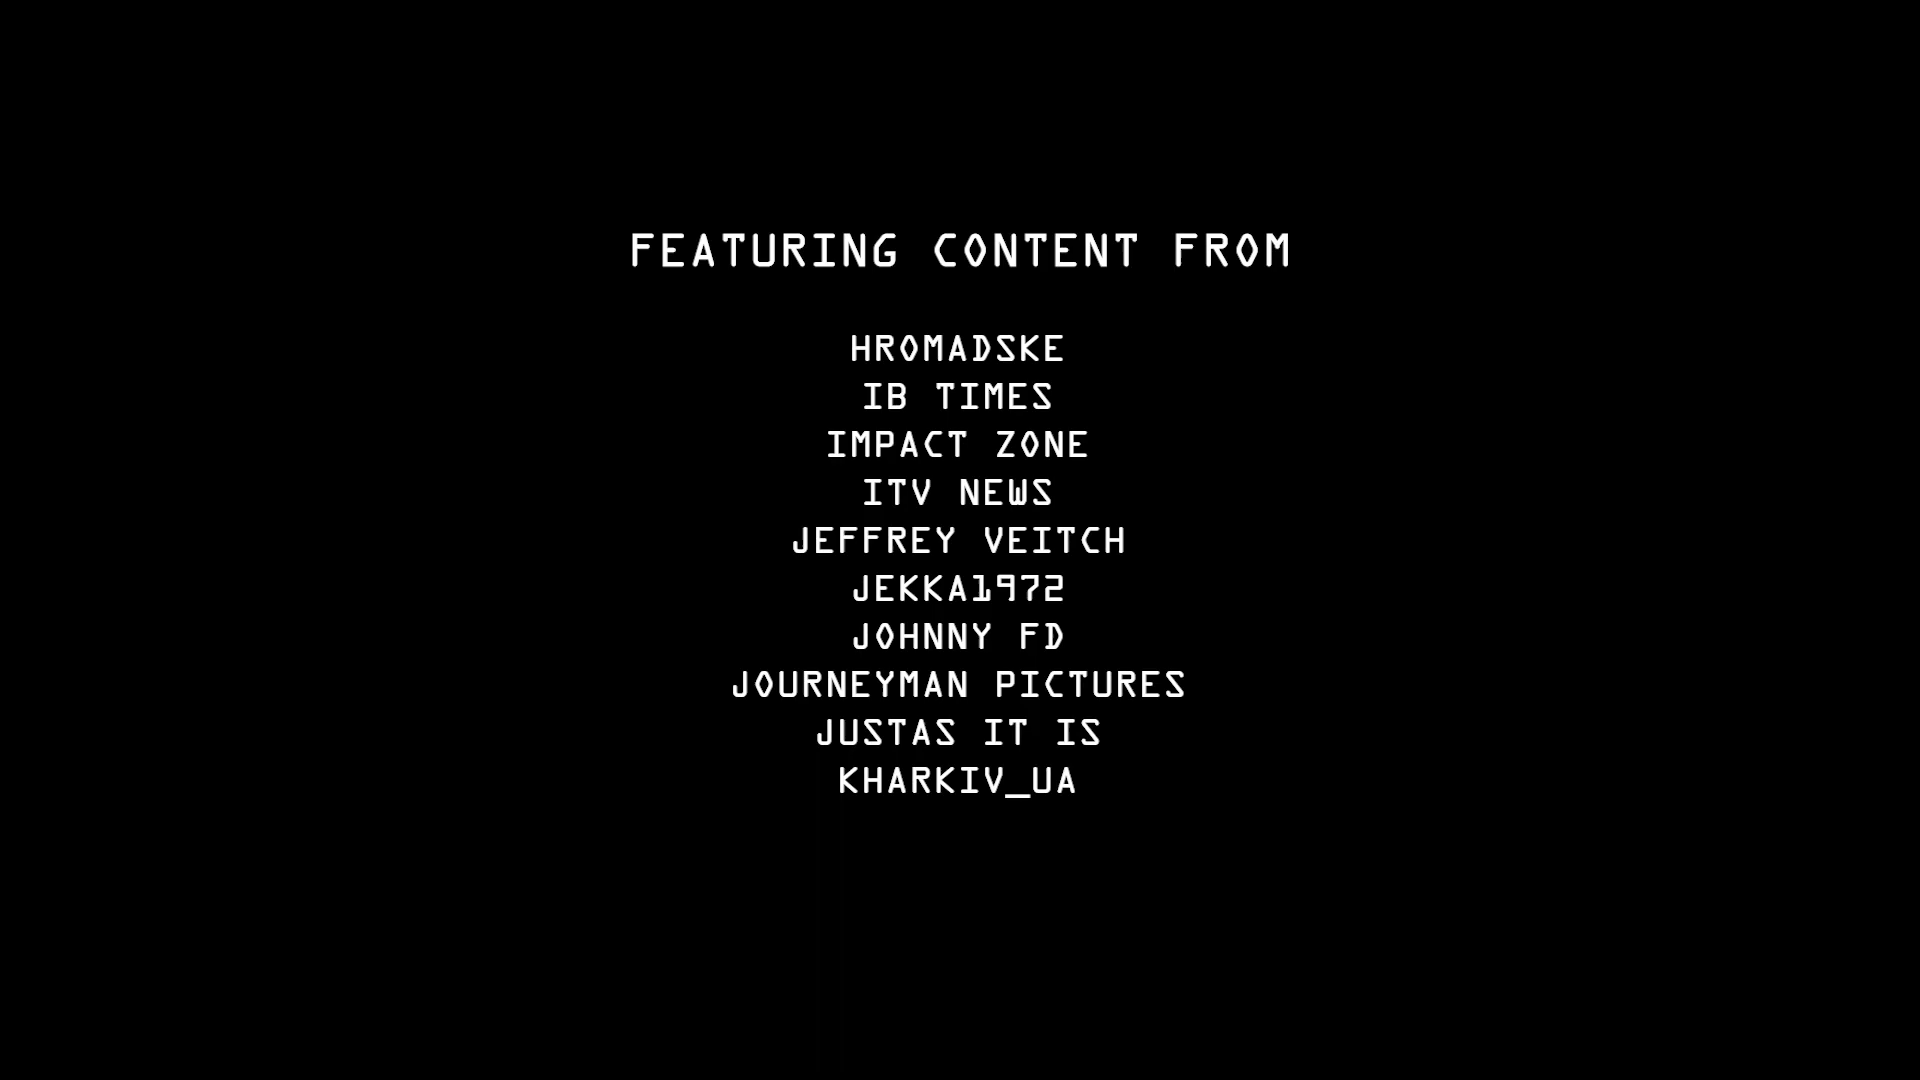 FEATURING CONTENT FROM
HROMADSKE
IB TIMES
IMPACT ZONE
ITV NEWS
JEFFREY VEITCH
JEKKA1972
JOHNNY FD
JOURNEYMAN PICTURES
JUSTAS IT IS
KHARKIV_UA